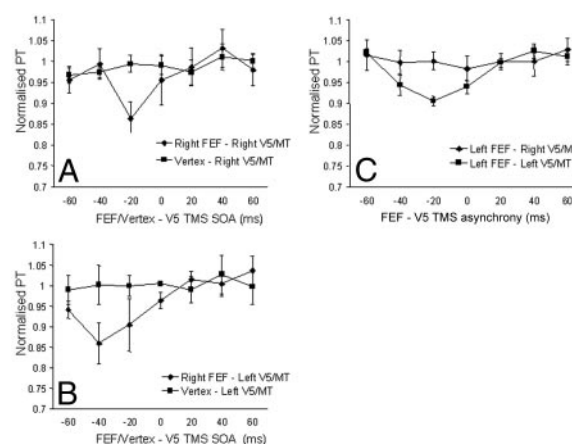 Normalised PT
1.1
1.05
1
0.95
0.9
0.85
0.8
0.75
0.7
A
Right FEF - Right V5/MT
Vertex - Right V5/MT
-60 -40 -20 0 20 40 60
FEF/Vertex - V5 TMS SOA (ms)
Normalised PT
1.1
1.05
1
0.95
0.9
0.85
0.8
0.75
0.7
C
Left FEF - Right V5/MT
Left FEF - Left V5/MT
-60 -40 -20 0 20 40 60
FEF - V5 TMS asynchrony (ms)
Normalised PT
1.1
1.05
1
0.95
0.9
0.85
0.8
0.75
0.7
B
Right FEF - Left V5/MT
Vertex - Left V5/MT
-60 -40 -20 0 20 40 60
FEF/Vertex - V5 TMS SOA (ms)